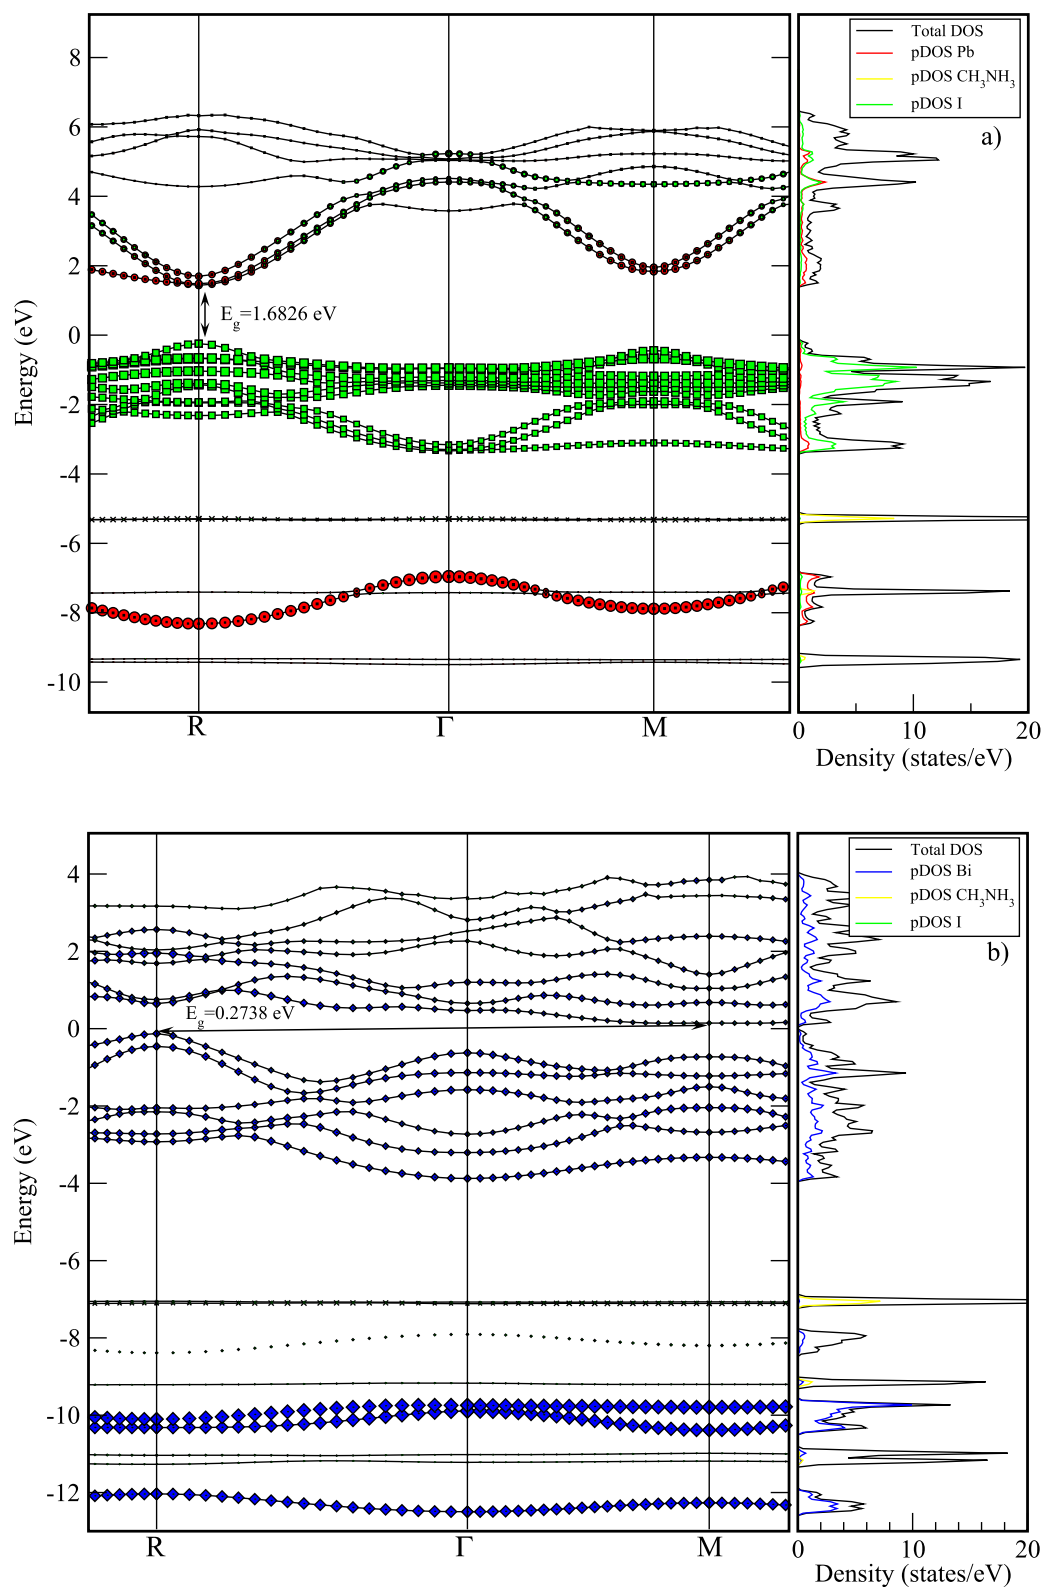 Total DOS
pDOS Pb
pDOS CH3NH3
pDOS I
a)
8
6
4
2
0
-2
-4
-6
-8
-10
Energy (eV)
Eg=1.6826 eV
R
Γ
M
0
10
20
Density (states/eV)
Total DOS
pDOS Bi
pDOS CH3NH3
pDOS I
b)
4
2
0
-2
-4
-6
-8
-10
-12
Energy (eV)
Eg=0.2738 eV
R
Γ
M
0
10
20
Density (states/eV)